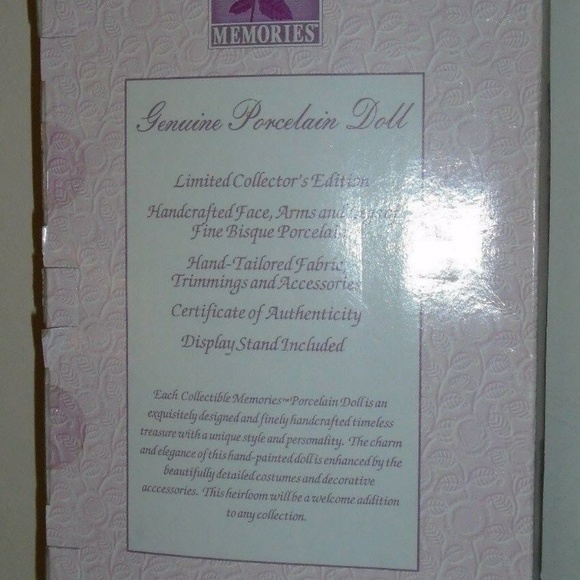 MEMORIES
Genuine Porcelain Doll
Limited Collector's Edition
Handcrafted Face, Arms and of
Fine Bisque Porcelain
Hand-Tailored Fabric,
Trimmings and Accessories
Certificate of Authenticity
Display Stand Included
Each Collectible Memories™ Porcelain Doll is an
exquisitely designed and finely handcrafted timeless
treasure with a unique style and personality. The charm
and elegance of this hand-painted doll is enhanced by the
beautifully detailed costumes and decorative
acccessories. This heirloom will be a welcome addition
to any collection.